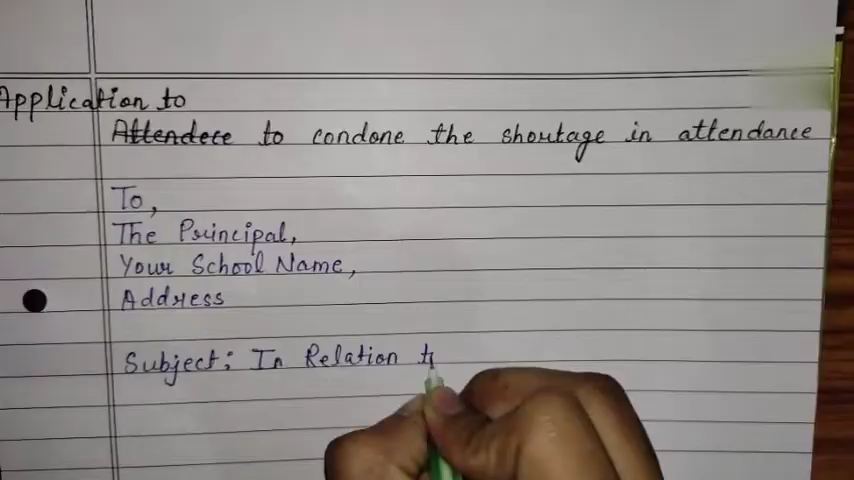 Application to
Attendece to condone the shortage in attendance
To,
The Principal,
Your School Name,
Address
Subject: In Relation t